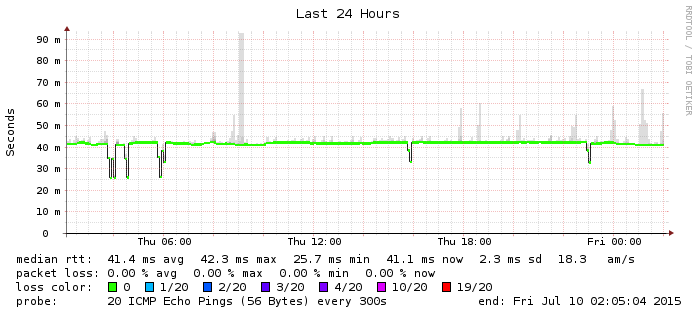 Last 24 Hours
RRDTOOL / TOBI OETIKER
Seconds
90 m
80 m
70 m
60 m
50 m
40 m
30 m
20 m
10 m
0
Thu 06:00 Thu 12:00 Thu 18:00 Fri 00:00
median rtt: 41.4 ms avg 42.3 ms max 25.7 ms min 41.1 ms now 2.3 ms sd 18.3 am/s
packet loss: 0.00 % avg 0.00 % max 0.00 % min 0.00 % now
loss color: 0 1/20 2/20 3/20 4/20 10/20 19/20
probe: 20 ICMP Echo Pings (56 Bytes) every 300s end: Fri Jul 10 02:05:04 2015